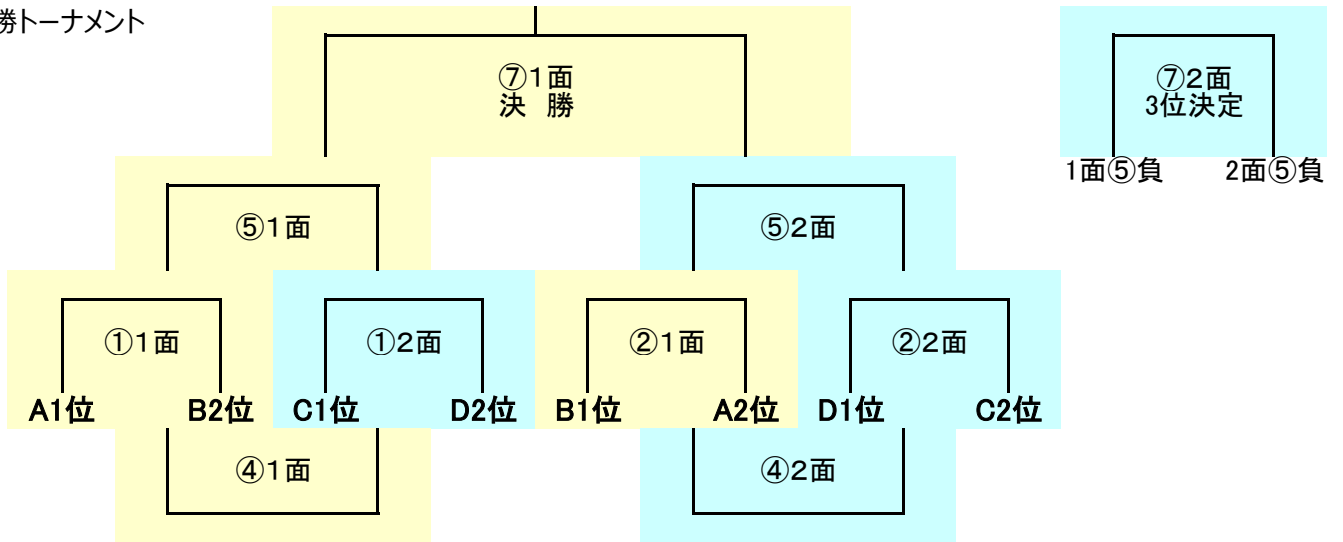 勝トーナメント
⑦1面
決 勝
⑦2面
3位決定
1面⑤負 2面⑤負
⑤1面 ⑤2面
①1面 ①2面 ②1面 ②2面
A1位 B2位 C1位 D2位 B1位 A2位 D1位 C2位
④1面 ④2面